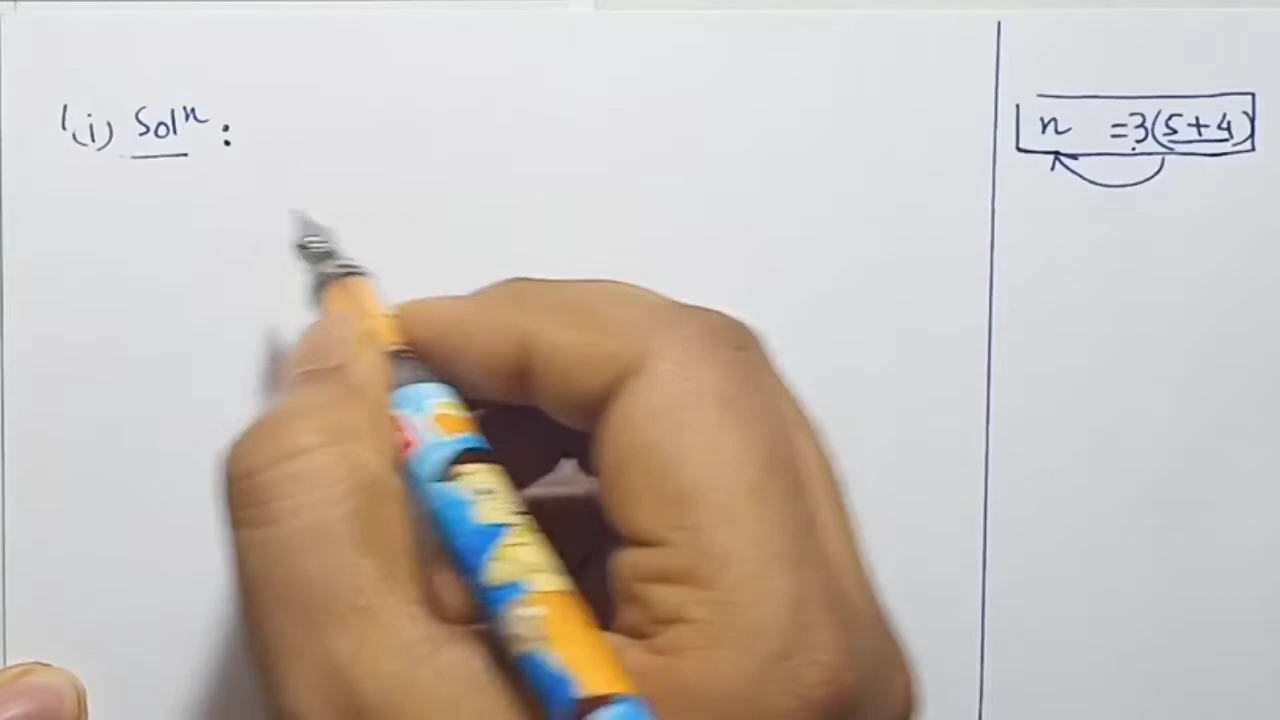 1(i) Solⁿ :
n = 3(5+4)